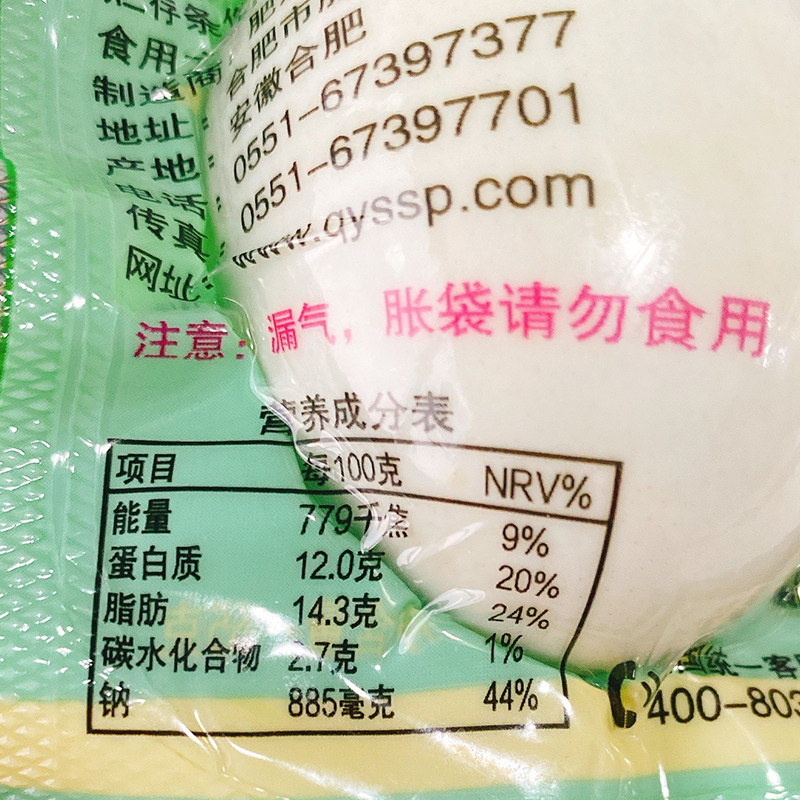 食用
制造商：合肥市
地址：安徽合肥
产地：
电话：0551-67397377
传真：0551-67397701
网址：www.qyssp.com
注意：漏气，胀袋请勿食用
营养成分表
项目 每100克 NRV%
能量 779千焦 9%
蛋白质 12.0克 20%
脂肪 14.3克 24%
碳水化合物 2.7克 1%
钠 885毫克 44%
统一客
400-803